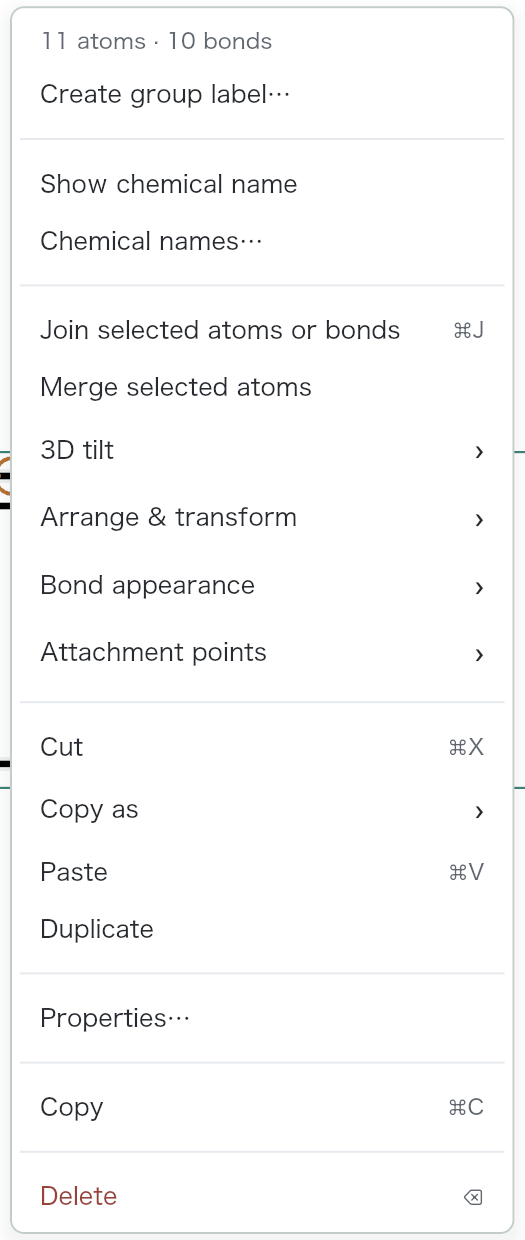 11 atoms · 10 bonds
Create group label···
Show chemical name
Chemical names···
Join selected atoms or bonds ⌘J
Merge selected atoms
3D tilt ›
Arrange & transform ›
Bond appearance ›
Attachment points ›
Cut ⌘X
Copy as ›
Paste ⌘V
Duplicate
Properties···
Copy ⌘C
Delete ⌫